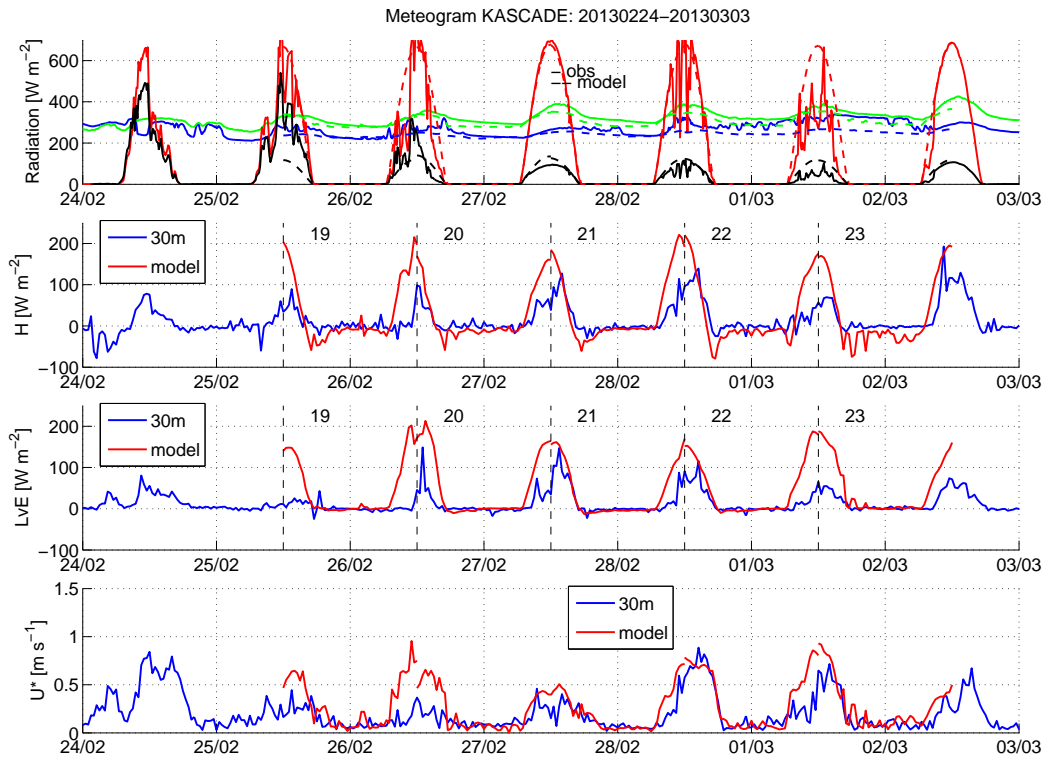 Meteogram KASCADE: 20130224−20130303
Radiation [W m−2]
600
400
200
0
obs
model
24/02 25/02 26/02 27/02 28/02 01/03 02/03 03/03
H [W m−2]
200
100
0
−100
30m
model
19 20 21 22 23
24/02 25/02 26/02 27/02 28/02 01/03 02/03 03/03
LvE [W m−2]
200
100
0
−100
30m
model
19 20 21 22 23
24/02 25/02 26/02 27/02 28/02 01/03 02/03 03/03
U* [m s−1]
1.5
1
0.5
0
30m
model
24/02 25/02 26/02 27/02 28/02 01/03 02/03 03/03